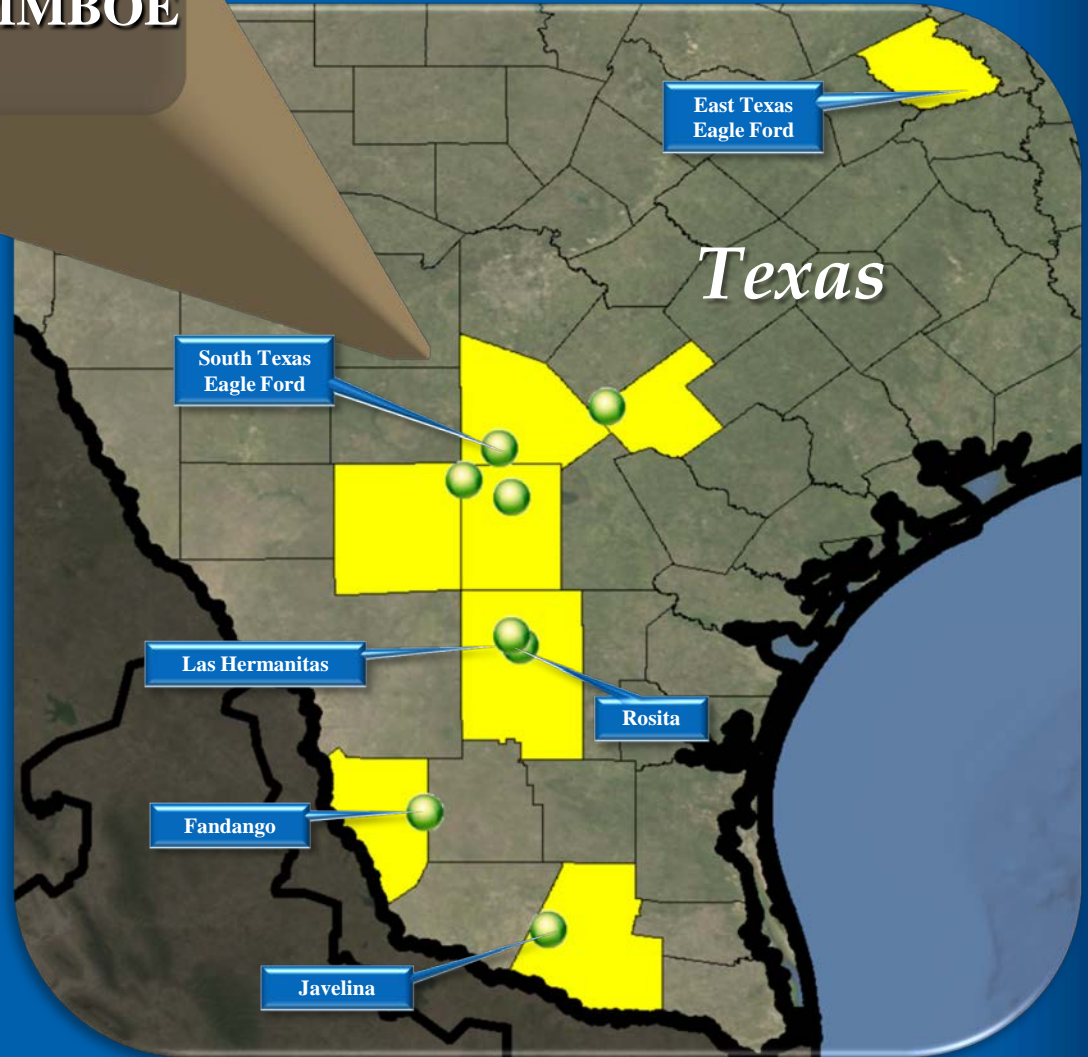 IMBOE
East Texas
Eagle Ford
Texas
South Texas
Eagle Ford
Las Hermanitas
Rosita
Fandango
Javelina